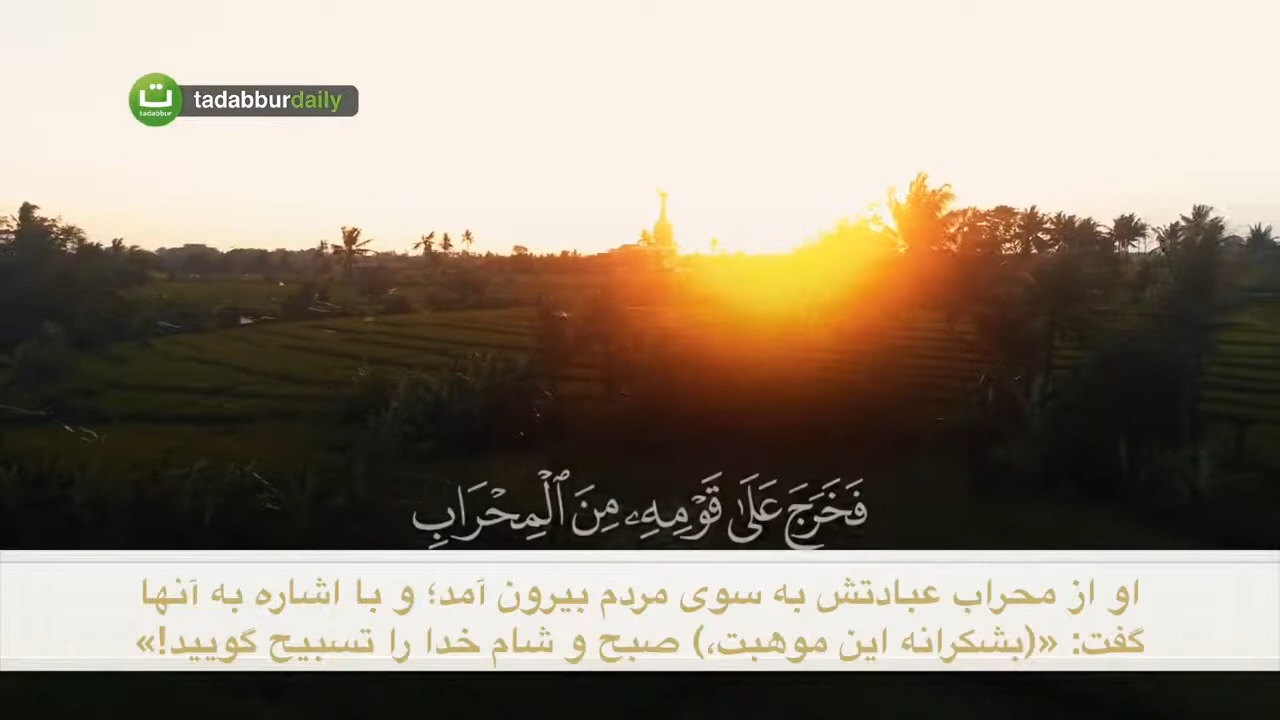 ت
tadabbur
tadabburdaily
فَخَرَجَ عَلَىٰ قَوْمِهِۦ مِنَ ٱلْمِحْرَابِ
او از محراب عبادتش به سوی مردم بیرون آمد؛ و با اشاره به آنها
گفت: «(بشکرانه این موهبت،) صبح و شام خدا را تسبیح گویید!»